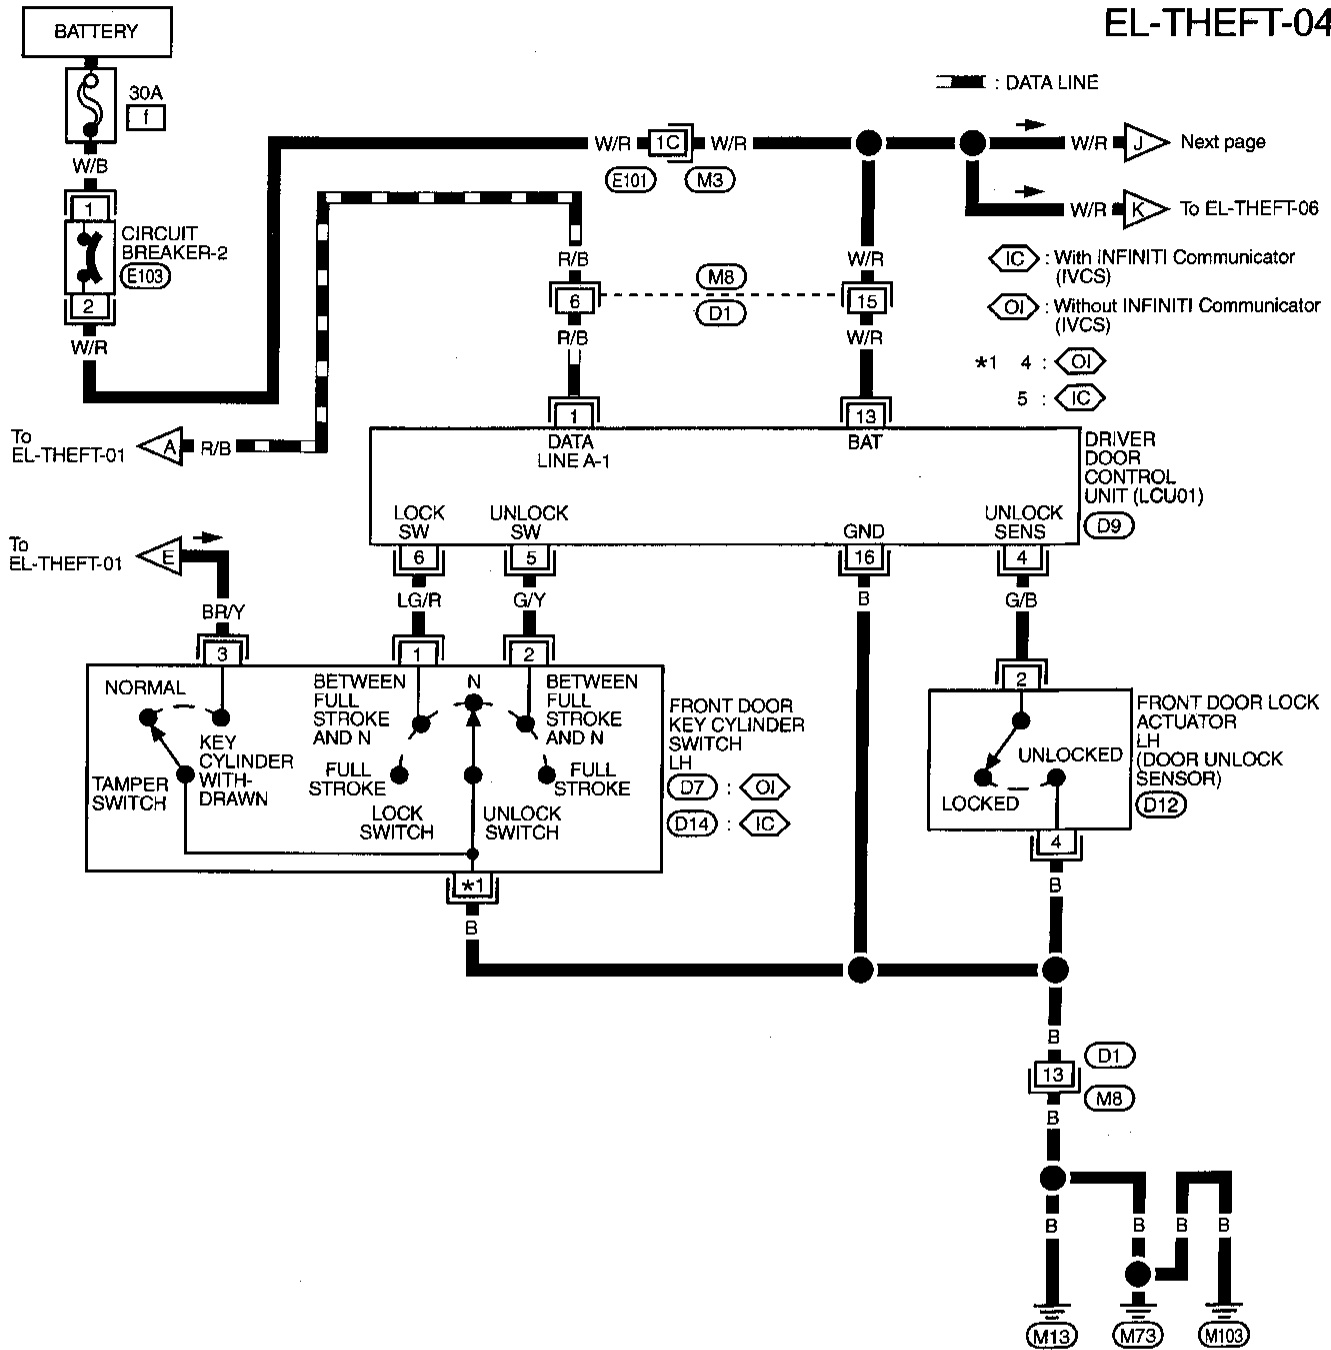 EL-THEFT-04
BATTERY
30A
f
: DATA LINE
W/B
W/R
1C
W/R
W/R
J
Next page
E101
M3
1
CIRCUIT
BREAKER-2
E103
2
W/R
W/R
K
To EL-THEFT-06
R/B
W/R
M8
6
15
D1
R/B
W/R
IC
: With INFINITI Communicator
(IVCS)
OI
: Without INFINITI Communicator
(IVCS)
*1 4 : OI
5 : IC
1
13
To
EL-THEFT-01
A
R/B
DATA
LINE A-1
BAT
DRIVER
DOOR
CONTROL
UNIT (LCU01)
D9
LOCK
SW
UNLOCK
SW
GND
UNLOCK
SENS
To
EL-THEFT-01
E
6
5
16
4
BR/Y
LG/R
G/Y
B
G/B
3
1
2
2
NORMAL
BETWEEN
FULL
STROKE
AND N
N
BETWEEN
FULL
STROKE
AND N
FRONT DOOR
KEY CYLINDER
SWITCH
LH
D7 : OI
D14 : IC
FRONT DOOR LOCK
ACTUATOR
LH
(DOOR UNLOCK
SENSOR)
D12
KEY
CYLINDER
WITH-
DRAWN
TAMPER
SWITCH
FULL
STROKE
FULL
STROKE
LOCK
SWITCH
UNLOCK
SWITCH
UNLOCKED
LOCKED
4
*1
B
B
B
D1
13
M8
B
B
B
B
B
M13
M73
M103